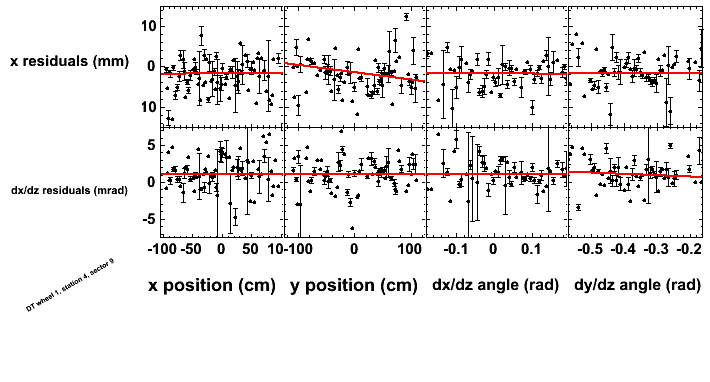 15
10
5
x residuals (mm)
0
10
5
dx/dz residuals (mrad)
0
-5
-100 -50 0 50 10 -100 0 100 -0.1 0 0.1 -0.5 -0.4 -0.3 -0.2
x position (cm) y position (cm) dx/dz angle (rad) dy/dz angle (rad)
DT wheel 1, station 4, sector 9